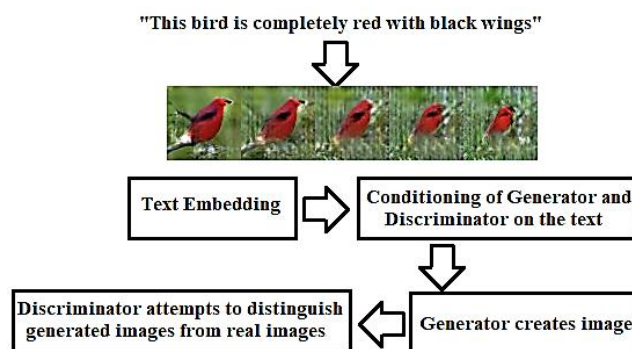 "This bird is completely red with black wings"
Text Embedding
Conditioning of Generator and
Discriminator on the text
Generator creates image
Discriminator attempts to distinguish
generated images from real images